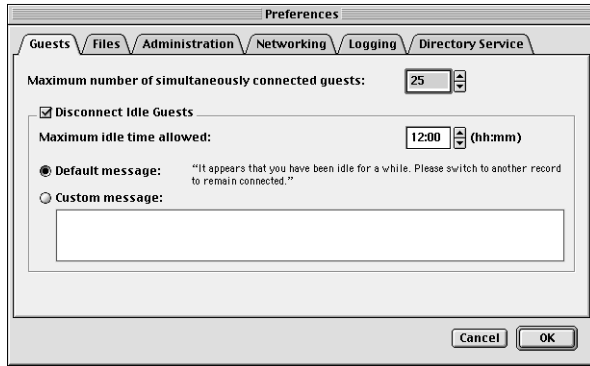 Preferences
Guests Files Administration Networking Logging Directory Service
Maximum number of simultaneously connected guests: 25
Disconnect Idle Guests
Maximum idle time allowed: 12:00 (hh:mm)
Default message: "It appears that you have been idle for a while. Please switch to another record
to remain connected."
Custom message:
Cancel OK